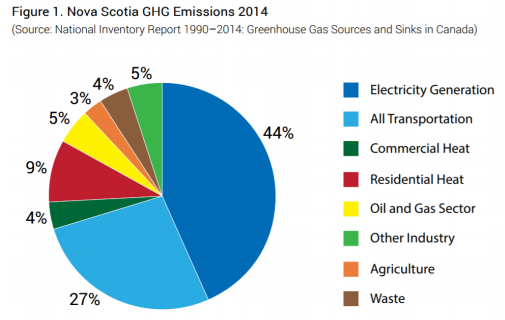 Figure 1. Nova Scotia GHG Emissions 2014
(Source: National Inventory Report 1990–2014: Greenhouse Gas Sources and Sinks in Canada)
5%
4%
3%
5%
9%
4%
27%
44%
Electricity Generation
All Transportation
Commercial Heat
Residential Heat
Oil and Gas Sector
Other Industry
Agriculture
Waste